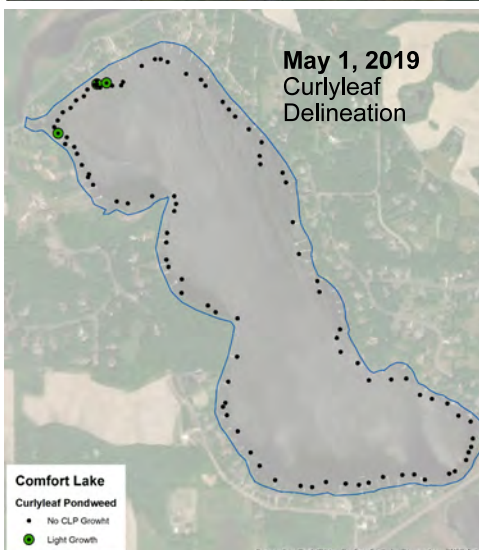 May 1, 2019
Curlyleaf
Delineation
Comfort Lake
Curlyleaf Pondweed
No CLP Growht
Light Growth